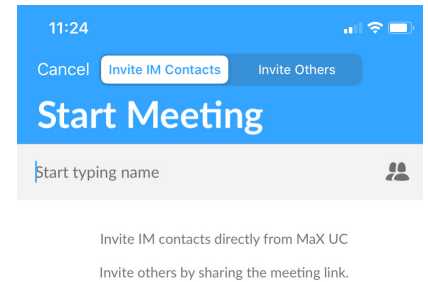 11:24
Cancel Invite IM Contacts Invite Others
Start Meeting
Start typing name
Invite IM contacts directly from MaX UC
Invite others by sharing the meeting link.